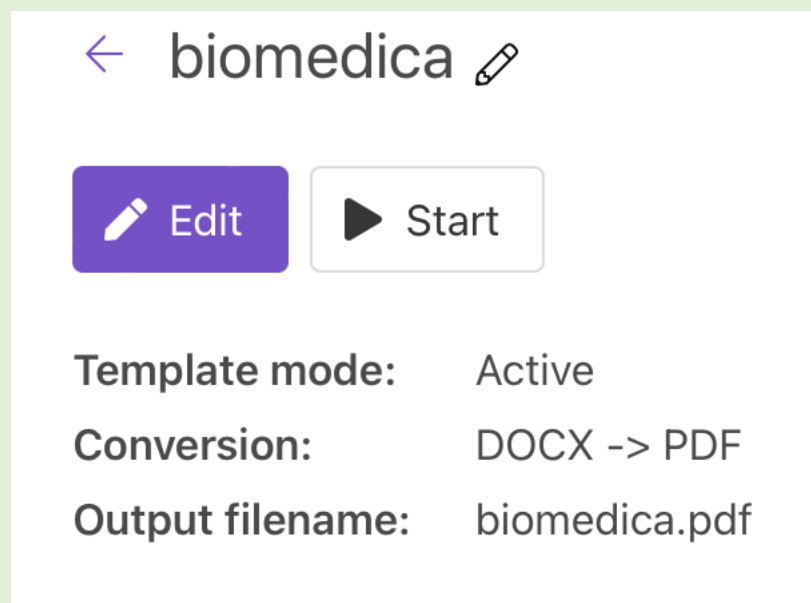 biomedica
Edit Start
Template mode: Active
Conversion: DOCX -> PDF
Output filename: biomedica.pdf